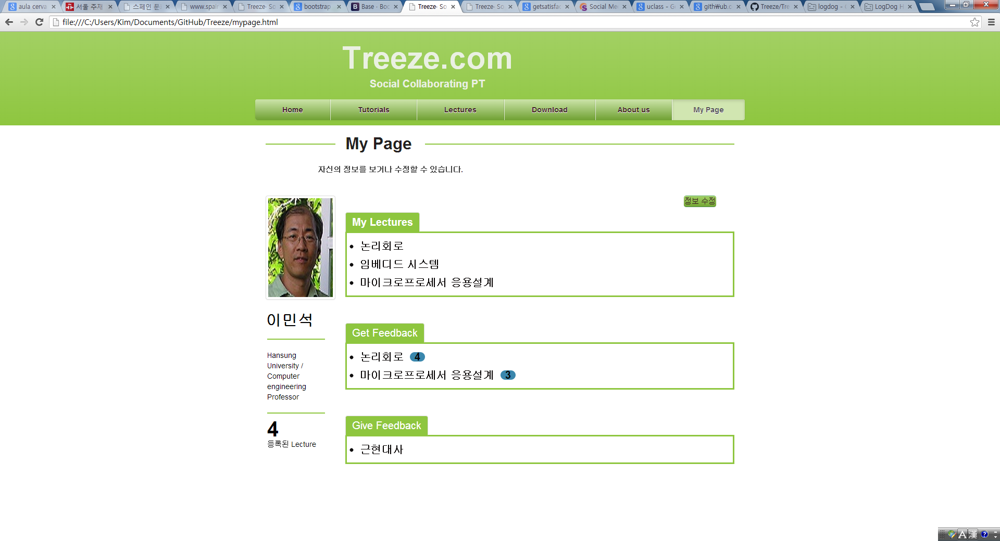 aula cerva
서울 주재
스페인 문
www.spain
Treeze- So
bootstrap
Base - Boo
Treeze- So
Treeze- So
getsatisfac
Social Me
uclass - G
gith₩ub.c
Treeze/Tre
logdog -
LogDog H
file:///C:/Users/Kim/Documents/GitHub/Treeze/mypage.html
Treeze.com
Social Collaborating PT
Home
Tutorials
Lectures
Download
About us
My Page
My Page
자신의 정보를 보거나 수정할 수 있습니다.
정보 수정
My Lectures
논리회로
임베디드 시스템
마이크로프로세서 응용설계
이민석
Hansung
University /
Computer
engineering
Professor
4
등록된 Lecture
Get Feedback
논리회로 4
마이크로프로세서 응용설계 3
Give Feedback
근현대사
A 漢 ?